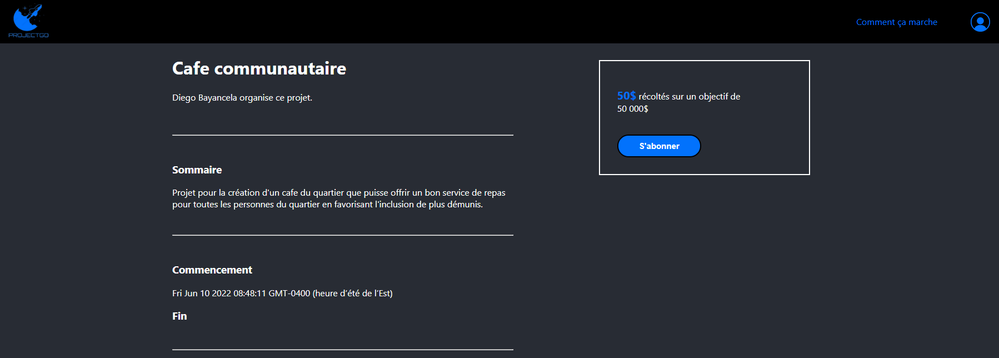 PROJECTGO
Comment ça marche
Cafe communautaire
Diego Bayancela organise ce projet.
50$ récoltés sur un objectif de
50 000$
S'abonner
Sommaire
Projet pour la création d'un cafe du quartier que puisse offrir un bon service de repas
pour toutes les personnes du quartier en favorisant l'inclusion de plus démunis.
Commencement
Fri Jun 10 2022 08:48:11 GMT-0400 (heure d’été de l’Est)
Fin